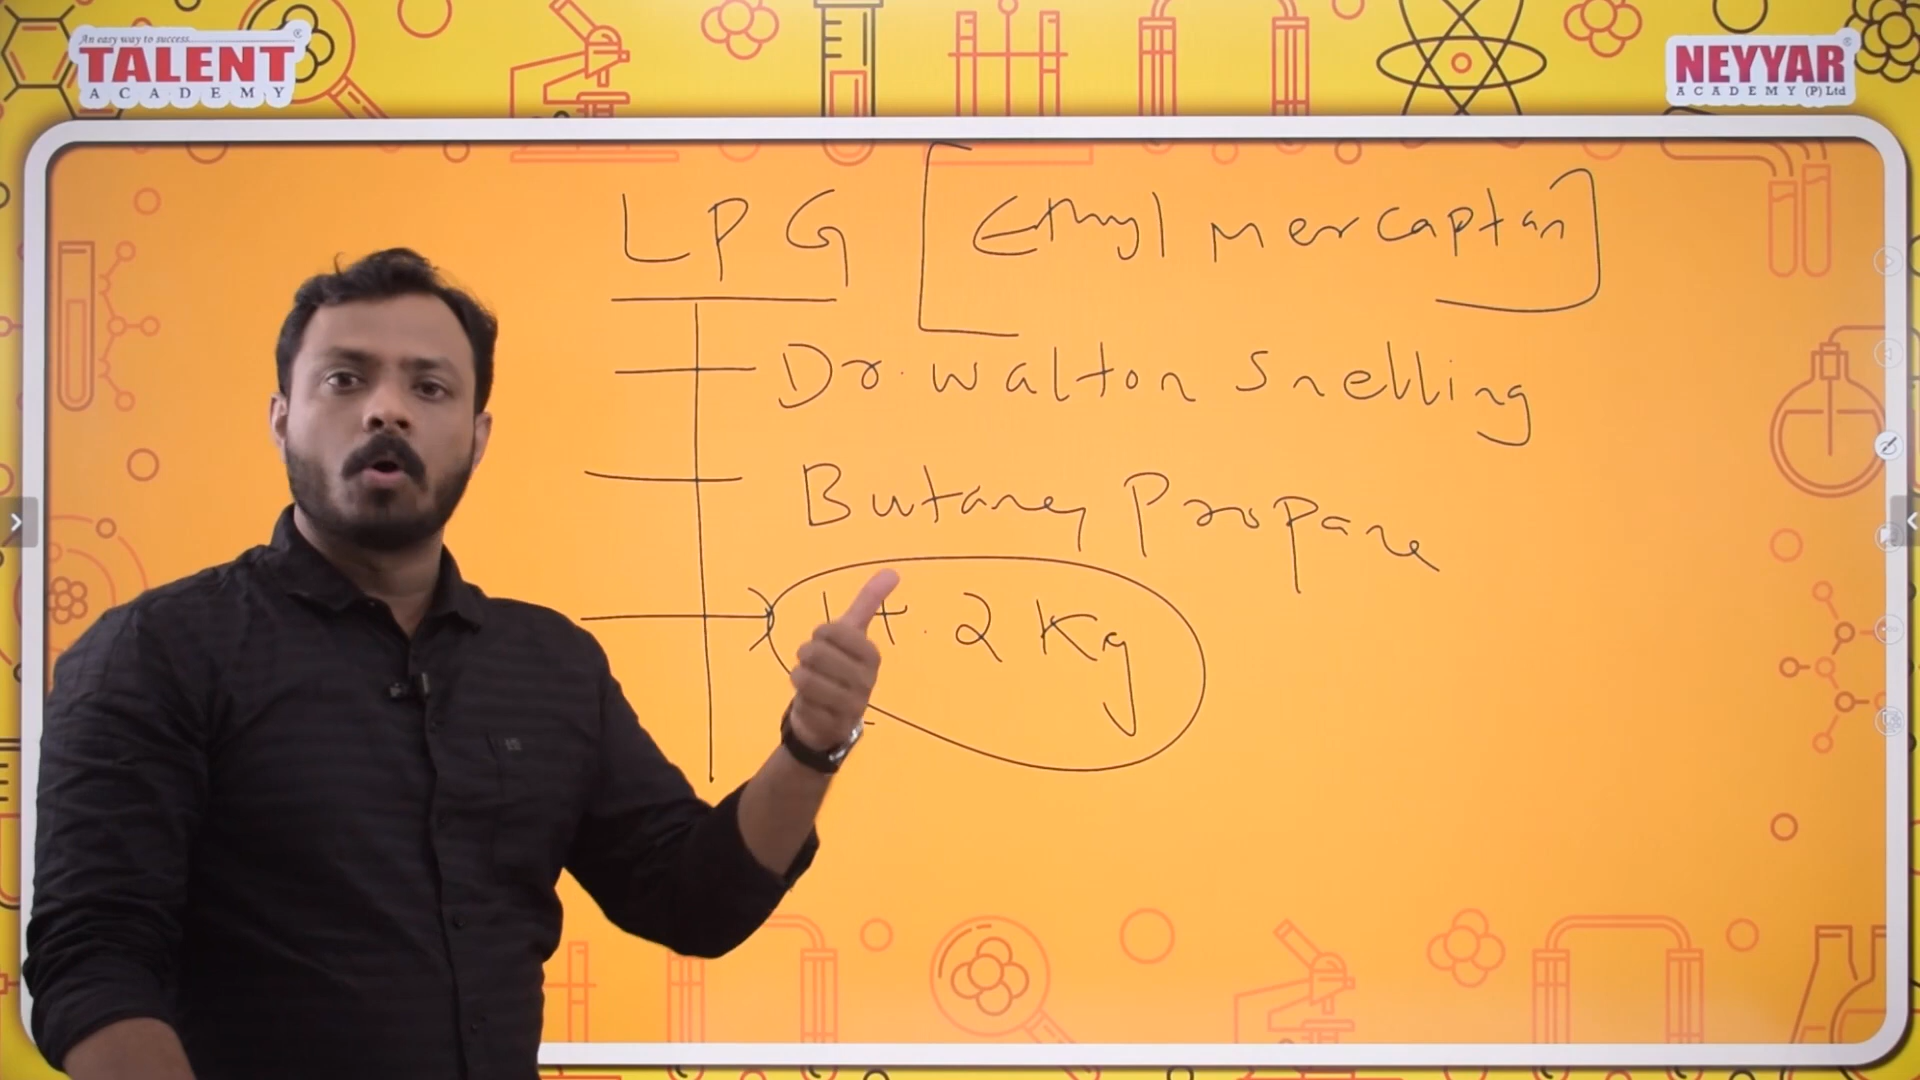 An easy way to success...
TALENT
ACADEMY
NEYYAR
ACADEMY (P) Ltd
LPG [Ethyl mercaptan]
Dr. Walton Snelling
Butane, Propane
14.2 Kg